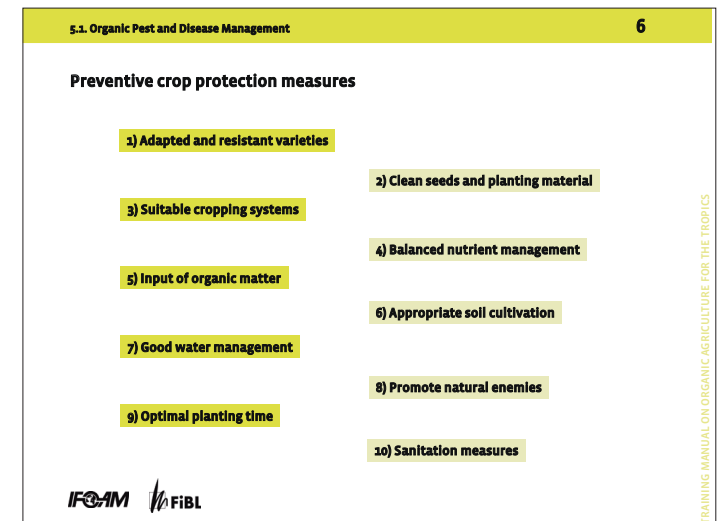 5.1. Organic Pest and Disease Management
6
Preventive crop protection measures
1) Adapted and resistant varieties
2) Clean seeds and planting material
3) Suitable cropping systems
4) Balanced nutrient management
5) Input of organic matter
6) Appropriate soil cultivation
7) Good water management
8) Promote natural enemies
9) Optimal planting time
10) Sanitation measures
IFOAM
FiBL
TRAINING MANUAL ON ORGANIC AGRICULTURE FOR THE TROPICS